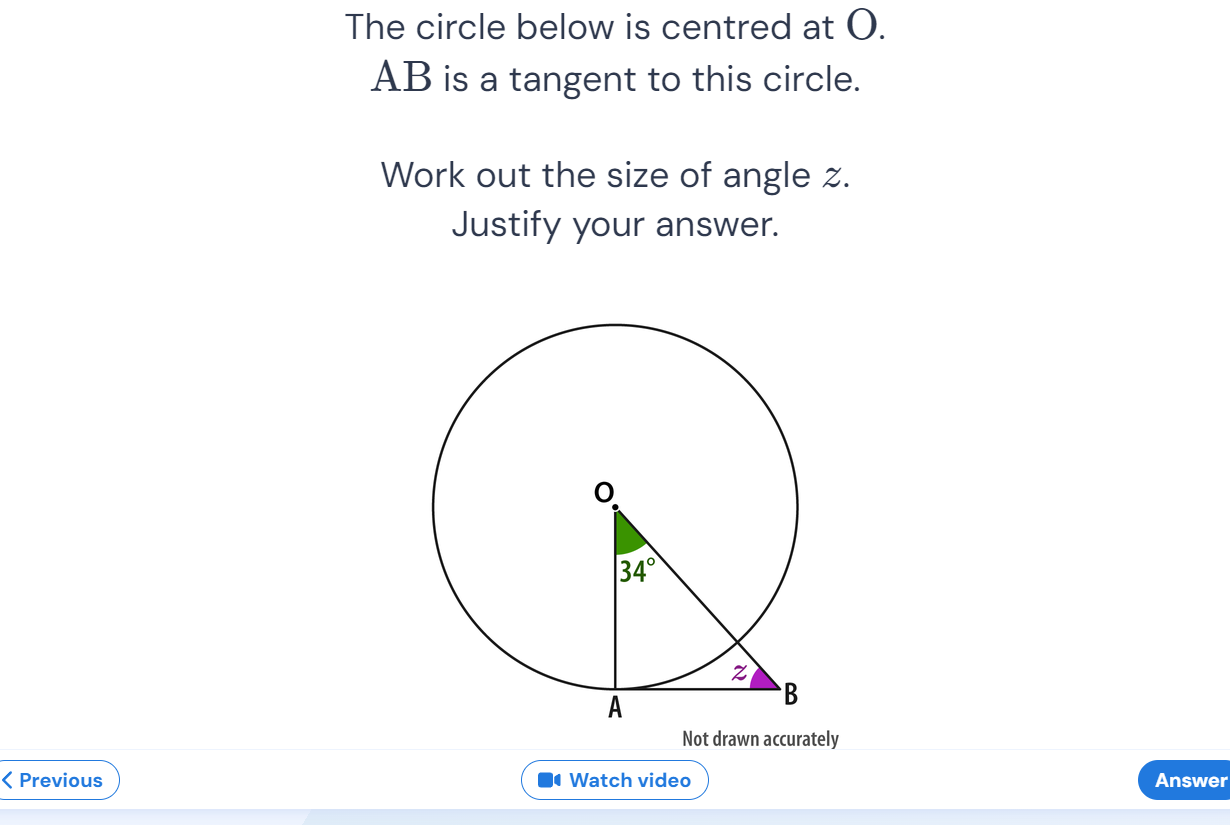 The circle below is centred at O.
AB is a tangent to this circle.
Work out the size of angle z.
Justify your answer.
O
34°
z
B
A
Not drawn accurately
Previous
Watch video
Answer